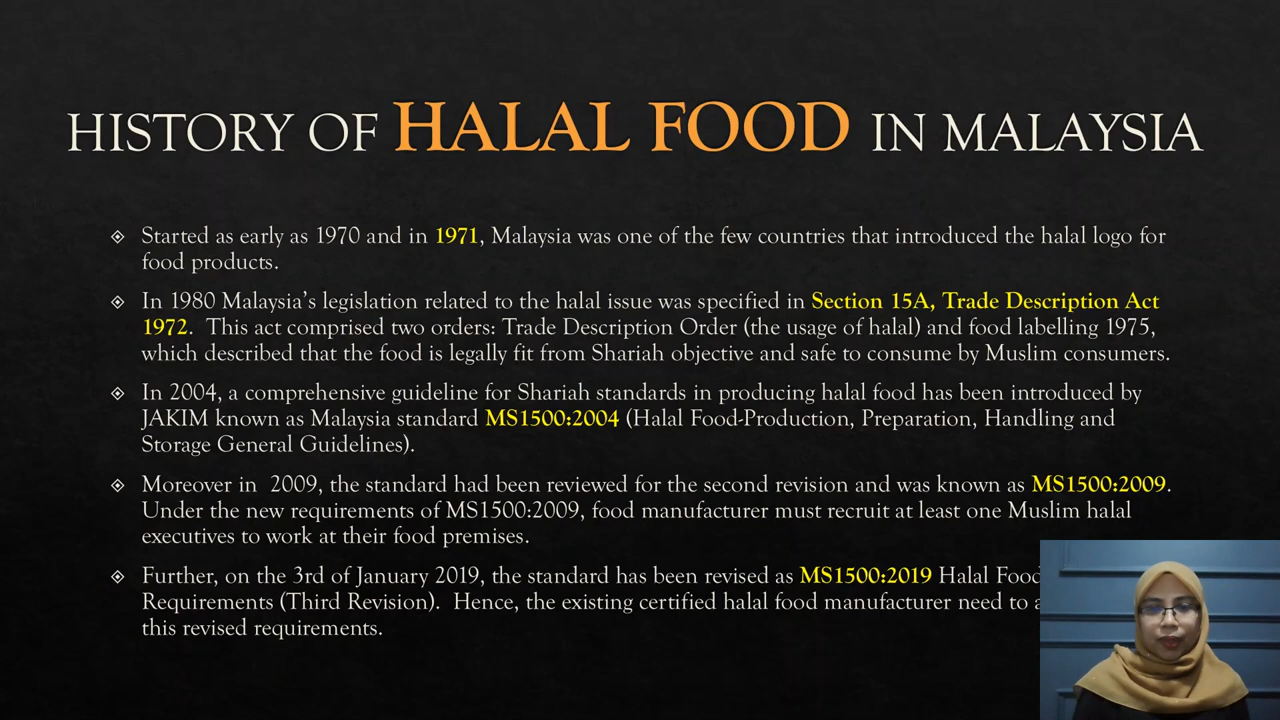 HISTORY OF HALAL FOOD IN MALAYSIA
Started as early as 1970 and in 1971, Malaysia was one of the few countries that introduced the halal logo for
food products.
In 1980 Malaysia’s legislation related to the halal issue was specified in Section 15A, Trade Description Act
1972. This act comprised two orders: Trade Description Order (the usage of halal) and food labelling 1975,
which described that the food is legally fit from Shariah objective and safe to consume by Muslim consumers.
In 2004, a comprehensive guideline for Shariah standards in producing halal food has been introduced by
JAKIM known as Malaysia standard MS1500:2004 (Halal Food-Production, Preparation, Handling and
Storage General Guidelines).
Moreover in 2009, the standard had been reviewed for the second revision and was known as MS1500:2009.
Under the new requirements of MS1500:2009, food manufacturer must recruit at least one Muslim halal
executives to work at their food premises.
Further, on the 3rd of January 2019, the standard has been revised as MS1500:2019 Halal Food
Requirements (Third Revision). Hence, the existing certified halal food manufacturer need to
this revised requirements.